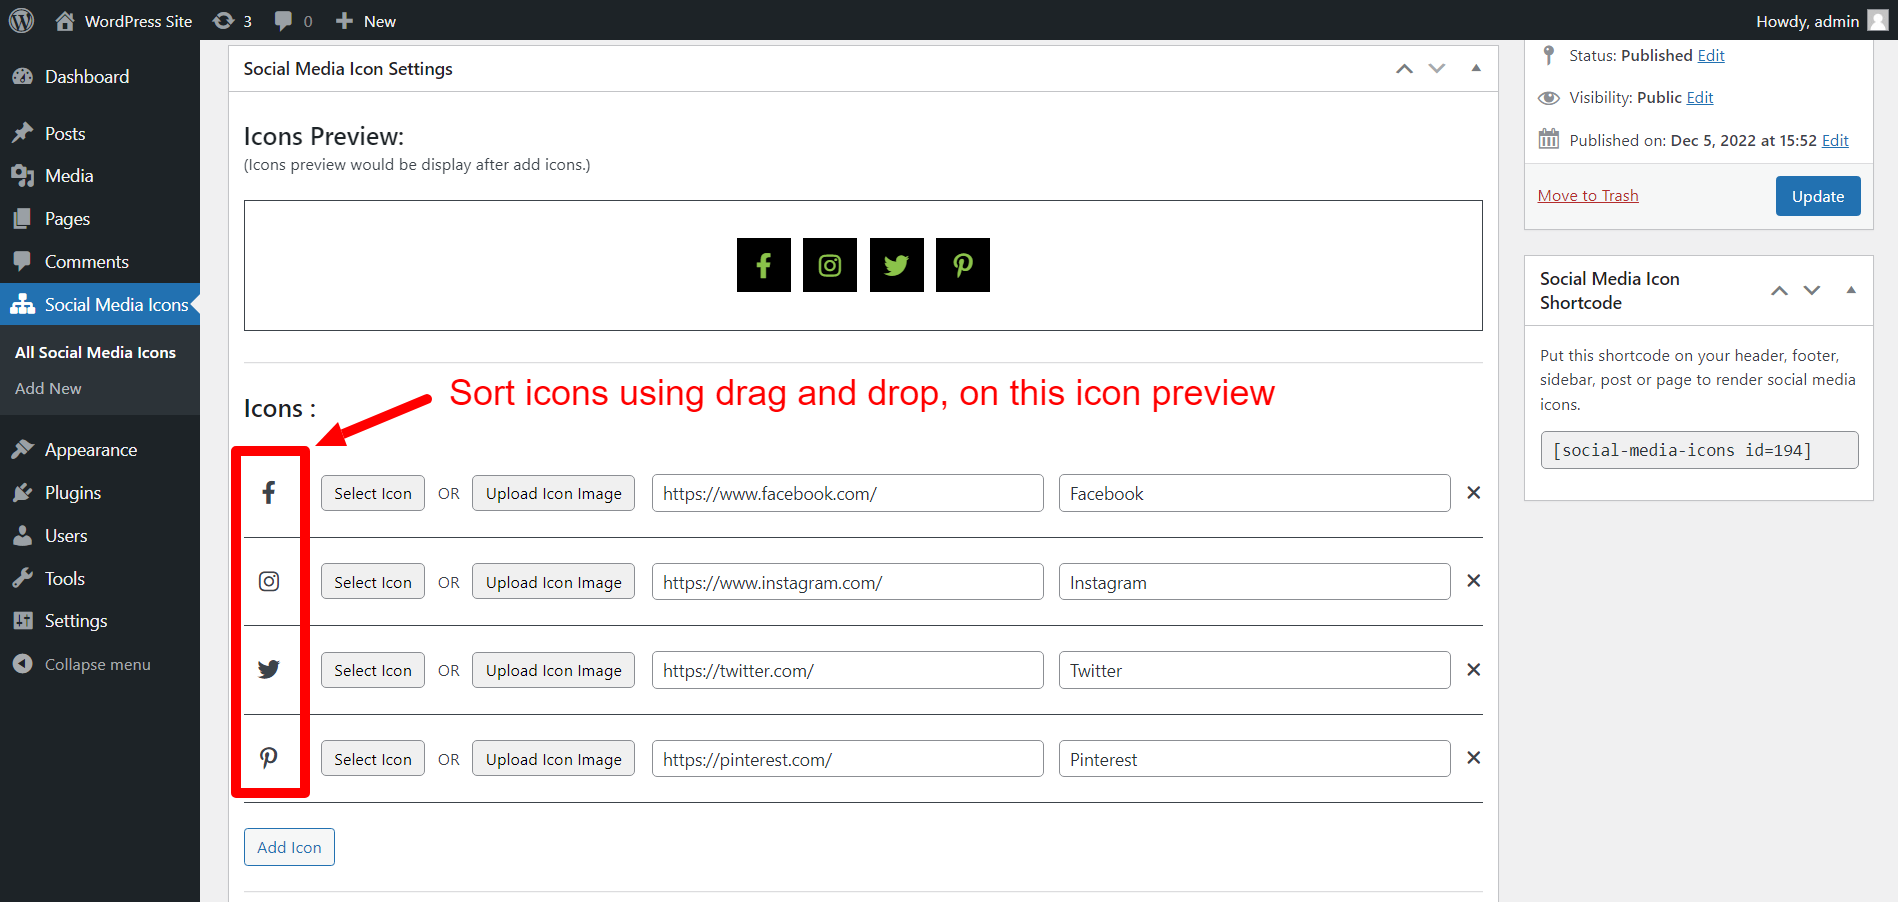 WordPress Site 3 0 New Howdy, admin
Dashboard
Posts
Media
Pages
Comments
Social Media Icons
All Social Media Icons
Add New
Appearance
Plugins
Users
Tools
Settings
Collapse menu
Social Media Icon Settings
Icons Preview:
(Icons preview would be display after add icons.)
Sort icons using drag and drop, on this icon preview
Icons :
Select Icon OR Upload Icon Image https://www.facebook.com/ Facebook
Select Icon OR Upload Icon Image https://www.instagram.com/ Instagram
Select Icon OR Upload Icon Image https://twitter.com/ Twitter
Select Icon OR Upload Icon Image https://pinterest.com/ Pinterest
Add Icon
Status: Published Edit
Visibility: Public Edit
Published on: Dec 5, 2022 at 15:52 Edit
Move to Trash Update
Social Media Icon
Shortcode
Put this shortcode on your header, footer,
sidebar, post or page to render social media
icons.
[social-media-icons id=194]